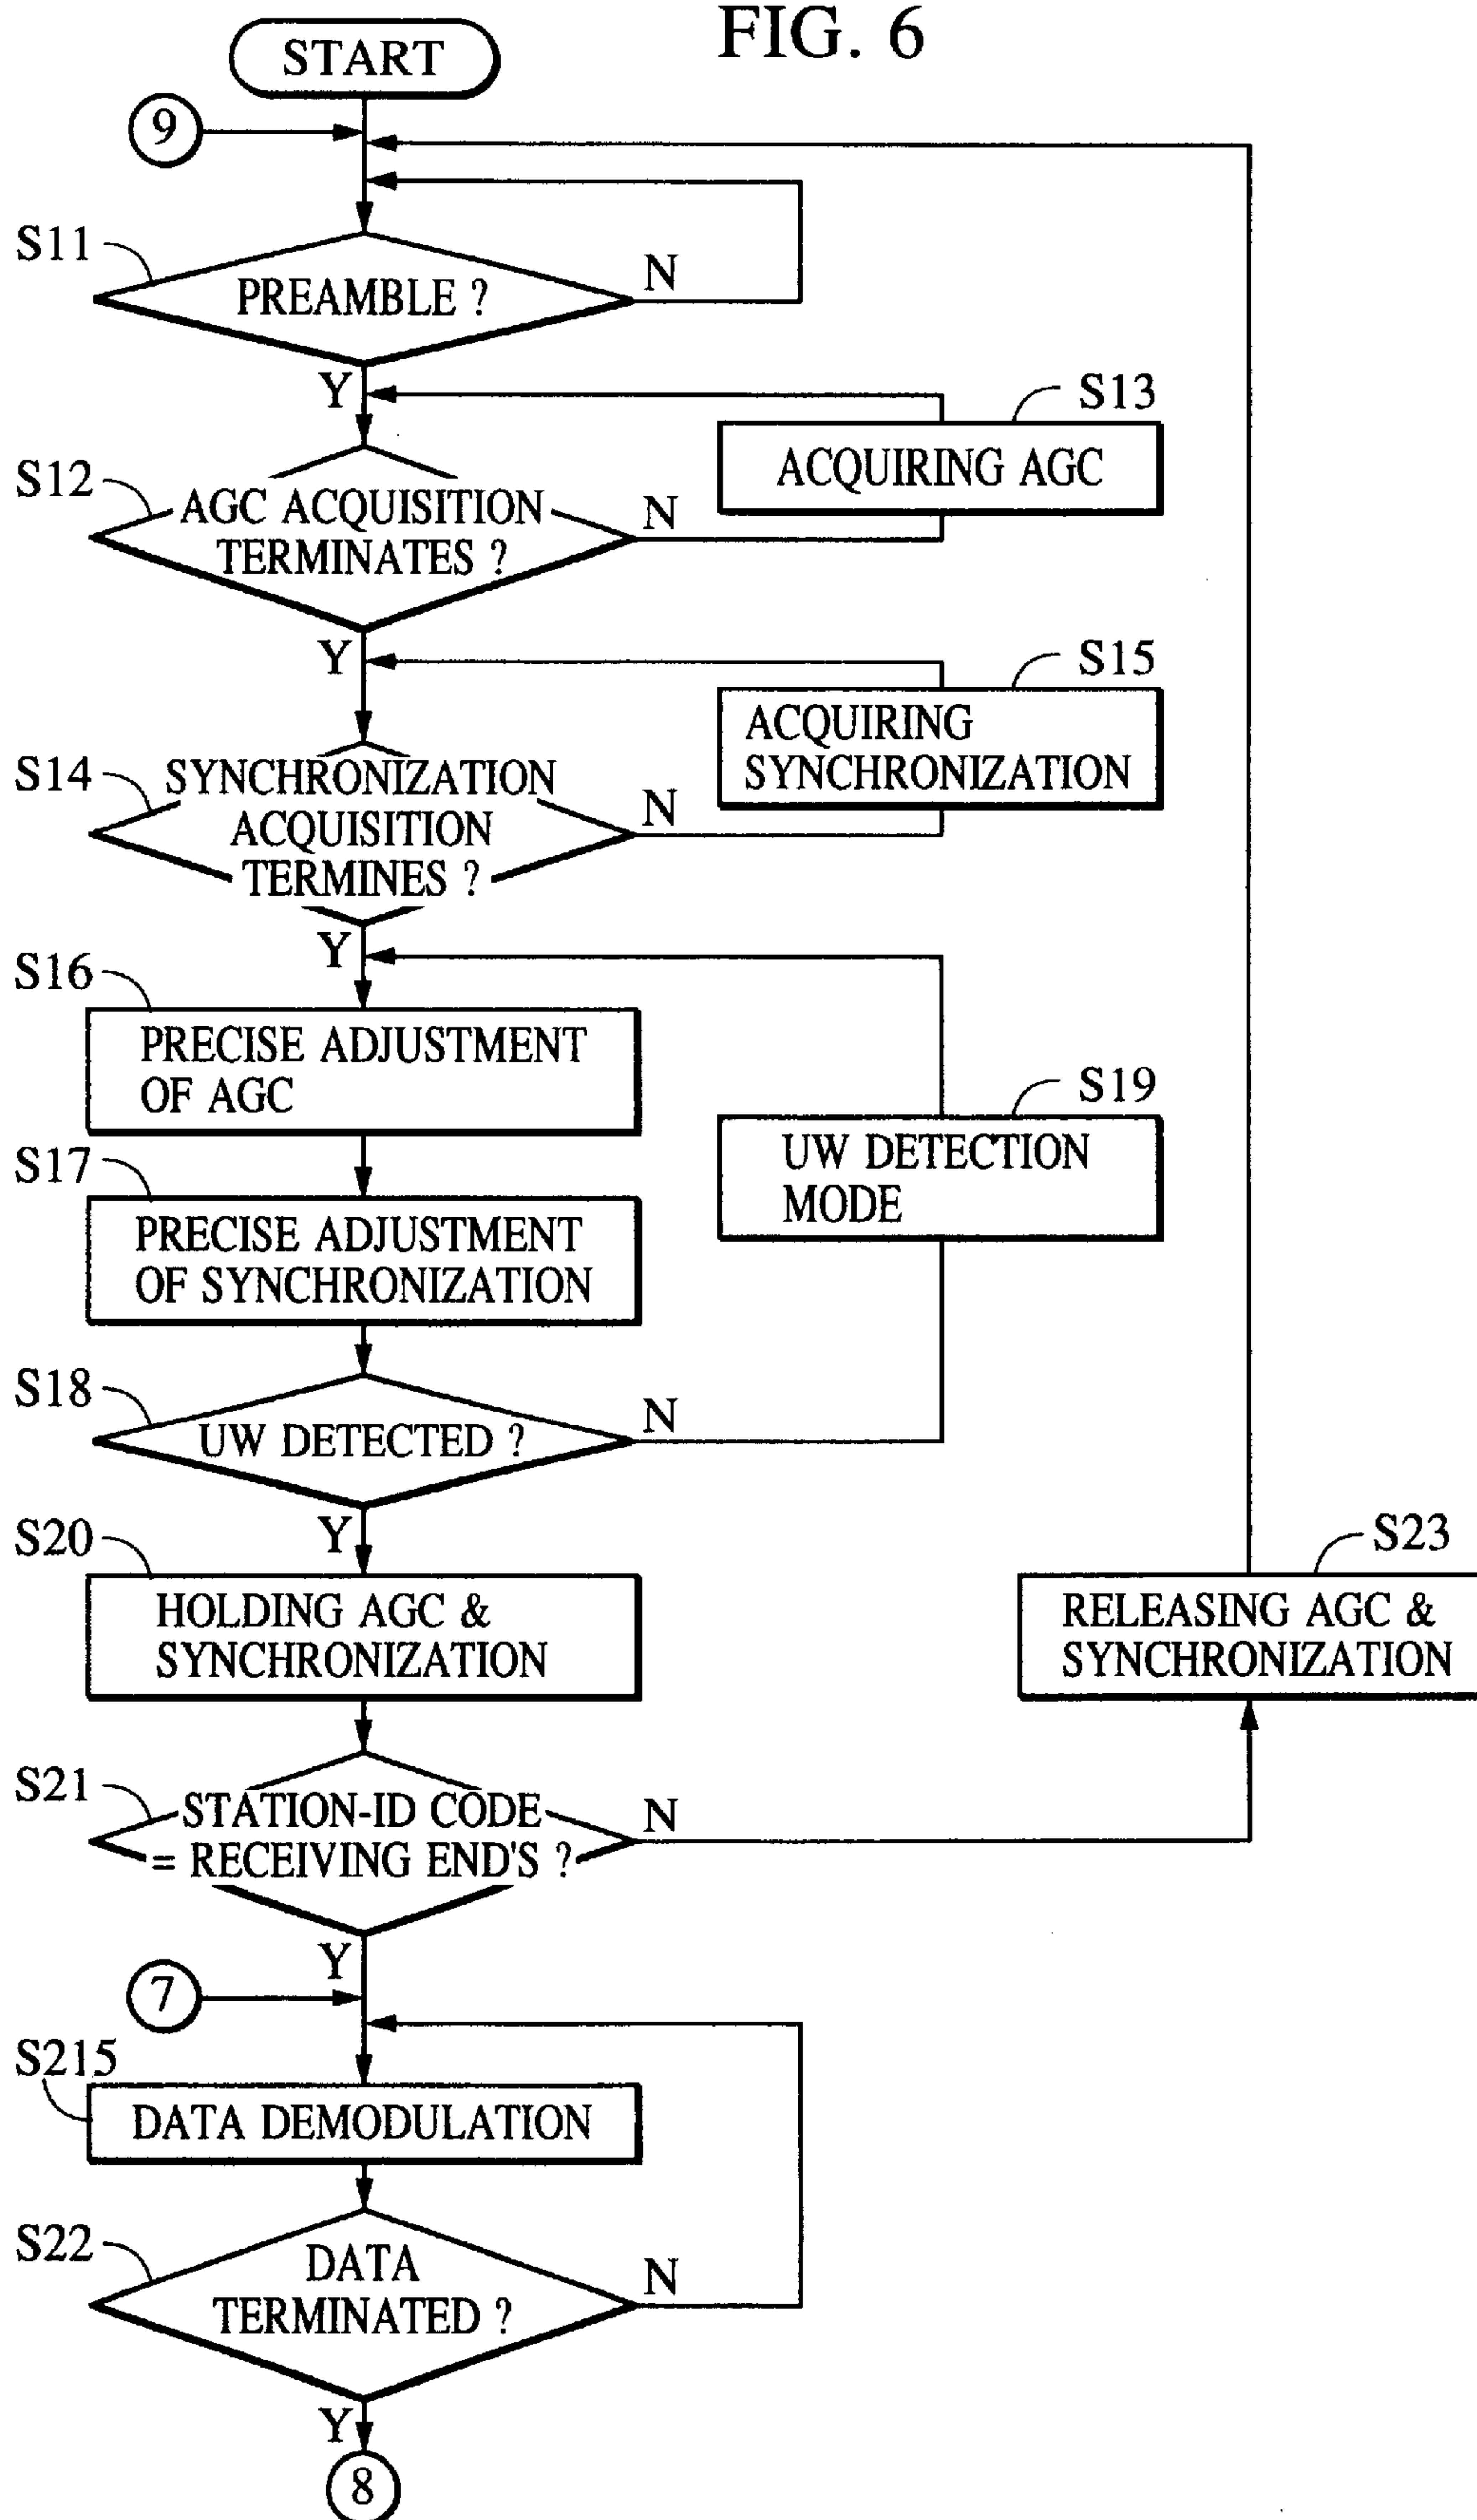 FIG. 6
START
9
S11
PREAMBLE ?
N
Y
S13
ACQUIRING AGC
S12
AGC ACQUISITION
TERMINATES ?
N
Y
S15
ACQUIRING
SYNCHRONIZATION
S14
SYNCHRONIZATION
ACQUISITION
TERMINES ?
N
Y
S16
PRECISE ADJUSTMENT
OF AGC
S19
UW DETECTION
MODE
S17
PRECISE ADJUSTMENT
OF SYNCHRONIZATION
S18
UW DETECTED ?
N
Y
S20
HOLDING AGC &
SYNCHRONIZATION
S23
RELEASING AGC &
SYNCHRONIZATION
S21
STATION-ID CODE
= RECEIVING END'S ?
N
Y
7
S215
DATA DEMODULATION
S22
DATA
TERMINATED ?
N
Y
8